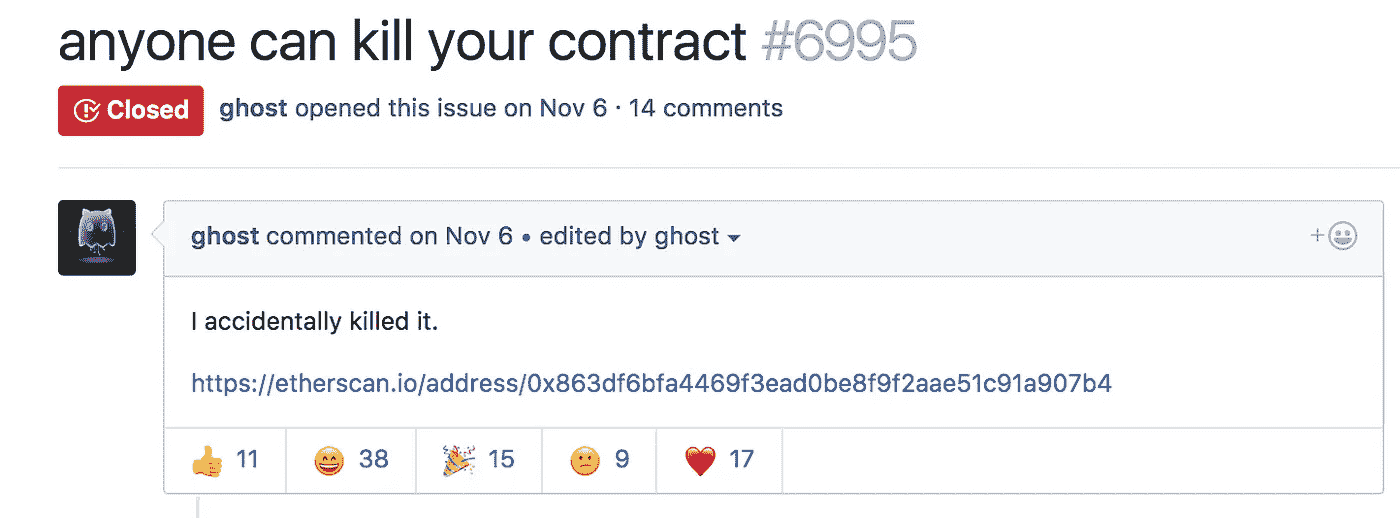 anyone can kill your contract #6995
Closed ghost opened this issue on Nov 6 · 14 comments
ghost commented on Nov 6 • edited by ghost
I accidentally killed it.
https://etherscan.io/address/0x863df6bfa4469f3ead0be8f9f2aae51c91a907b4
11 38 15 9 17